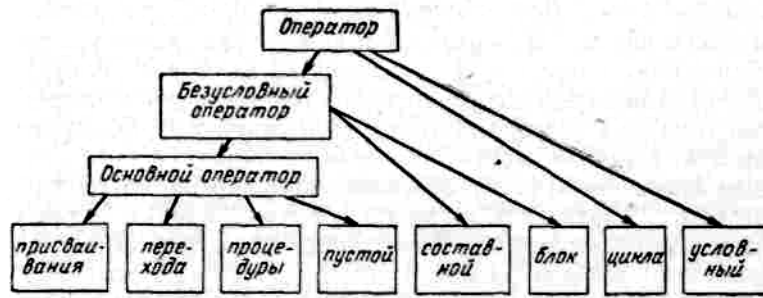 Оператор
Безусловный
оператор
Основной оператор
присваи-
вания
пере-
хода
проце-
дуры
пустой
состав-
ной
блок
цикла
услов-
ный